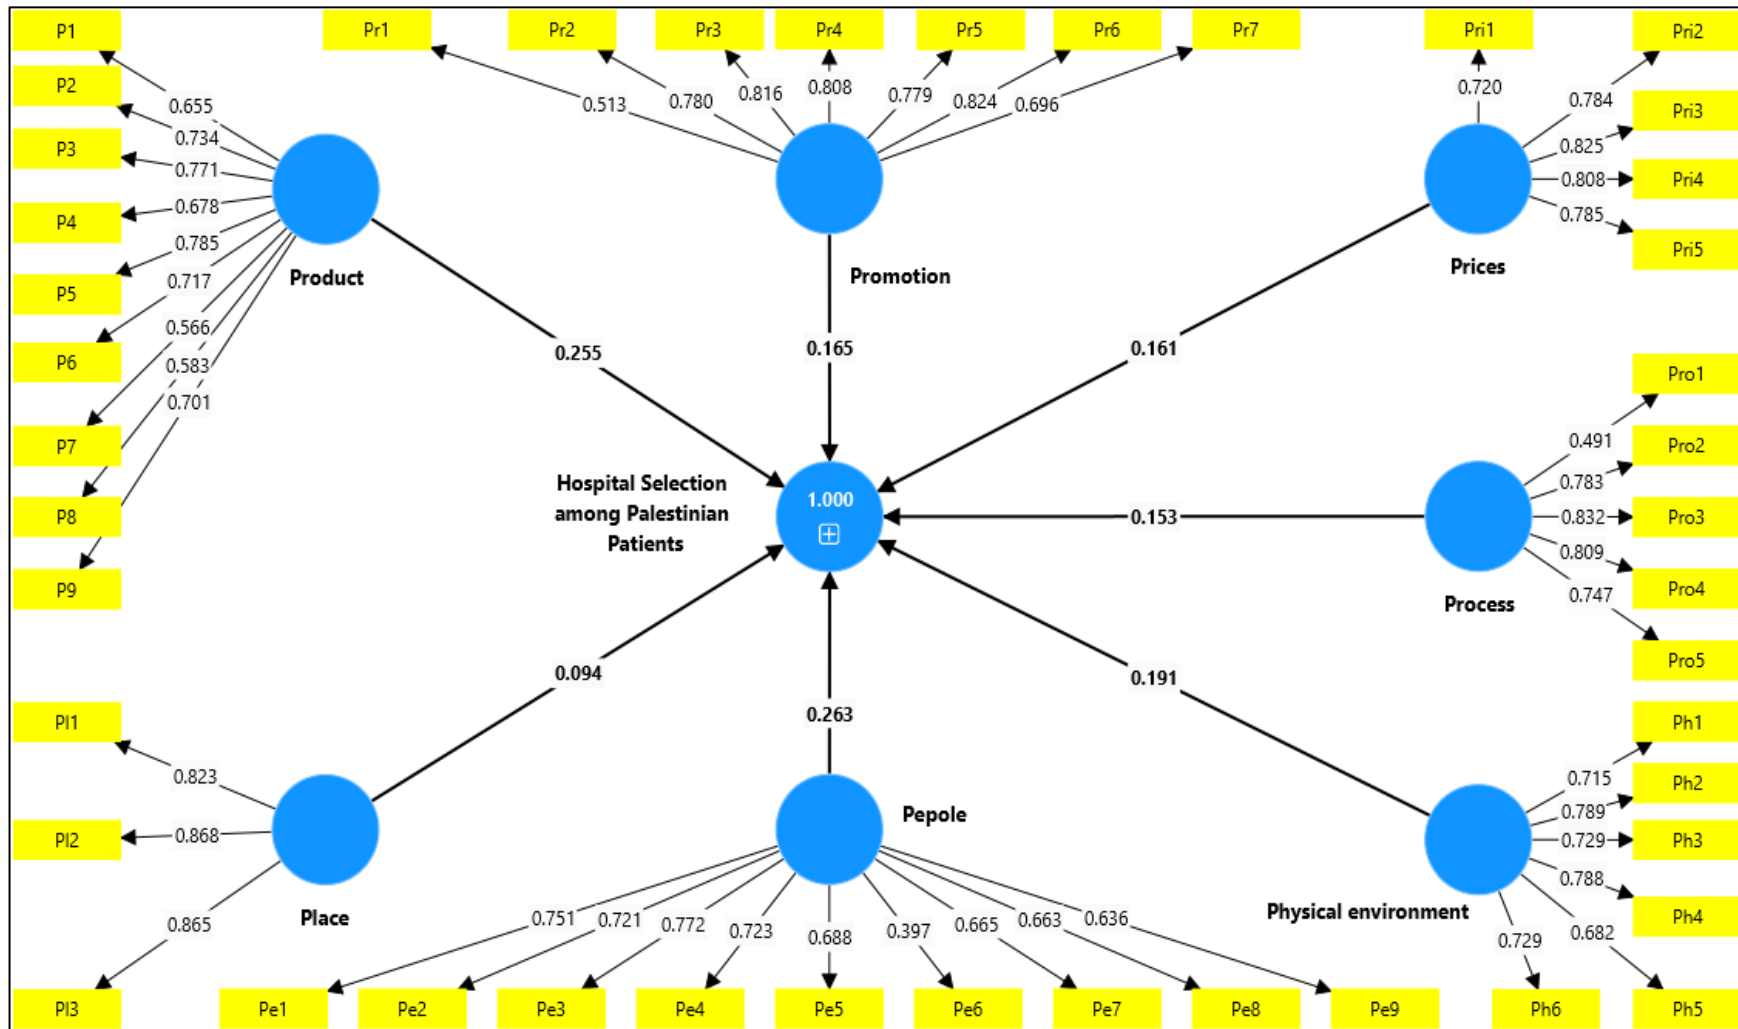 P1
P2
P3
P4
P5
P6
P7
P8
P9
0.655
0.734
0.771
0.678
0.785
0.717
0.566
0.583
0.701
Product
0.255
Pr1
Pr2
Pr3
Pr4
Pr5
Pr6
Pr7
0.513
0.780
0.816
0.808
0.779
0.824
0.696
Promotion
0.165
Pri1
Pri2
Pri3
Pri4
Pri5
0.720
0.784
0.825
0.808
0.785
Prices
0.161
Hospital Selection
among Palestinian
Patients
1.000
Pro1
Pro2
Pro3
Pro4
Pro5
0.491
0.783
0.832
0.809
0.747
Process
0.153
Pl1
Pl2
Pl3
0.823
0.868
0.865
Place
0.094
Pepole
0.263
0.751
0.721
0.772
0.723
0.688
0.397
0.665
0.663
0.636
Pe1
Pe2
Pe3
Pe4
Pe5
Pe6
Pe7
Pe8
Pe9
Physical environment
0.191
0.715
0.789
0.729
0.788
0.682
0.729
Ph1
Ph2
Ph3
Ph4
Ph5
Ph6